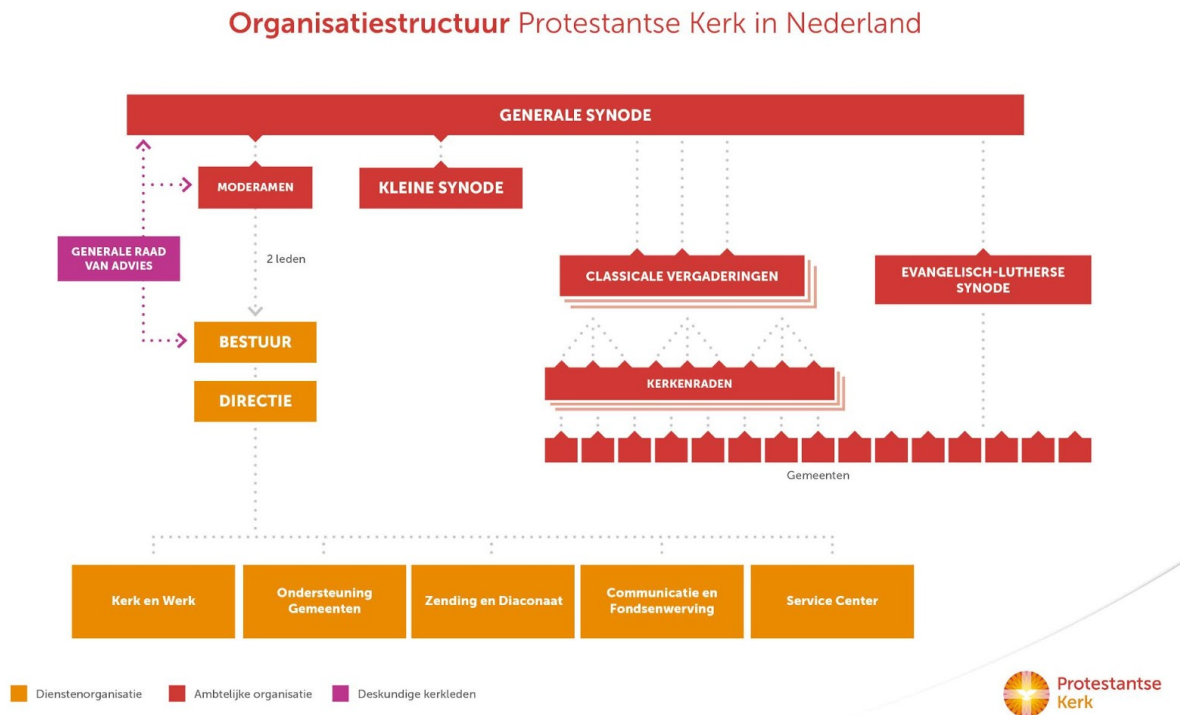 Organisatiestructuur Protestantse Kerk in Nederland
GENERALE SYNODE
MODERAMEN
KLEINE SYNODE
GENERALE RAAD
VAN ADVIES
2 leden
CLASSICALE VERGADERINGEN
EVANGELISCH-LUTHERSE
SYNODE
BESTUUR
DIRECTIE
KERKENRADEN
Gemeenten
Kerk en Werk
Ondersteuning
Gemeenten
Zending en Diaconaat
Communicatie en
Fondsenwerving
Service Center
Dienstenorganisatie
Ambtelijke organisatie
Deskundige kerkleden
Protestantse
Kerk